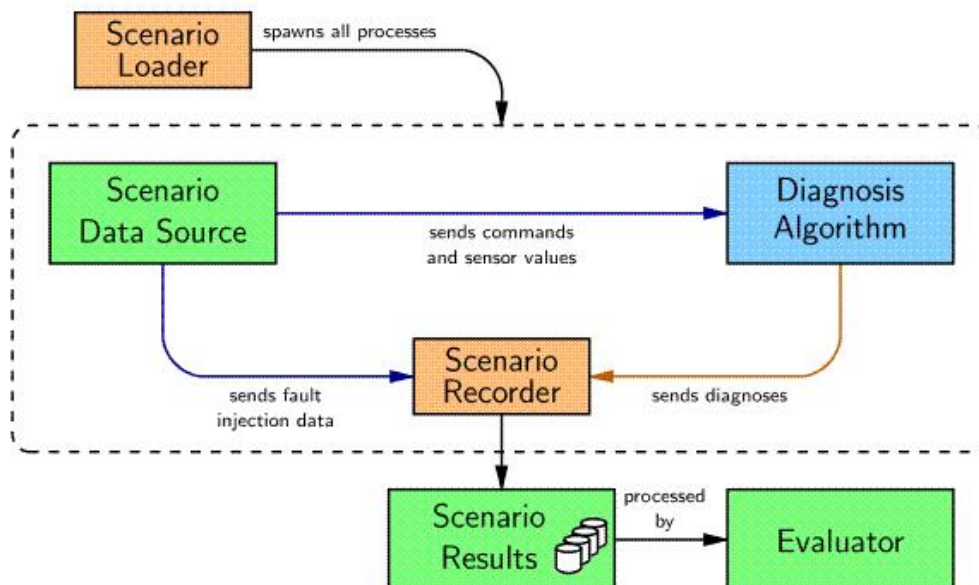 Scenario
Loader
spawns all processes
Scenario
Data Source
sends commands
and sensor values
Diagnosis
Algorithm
sends fault
injection data
Scenario
Recorder
sends diagnoses
Scenario
Results
processed
by
Evaluator